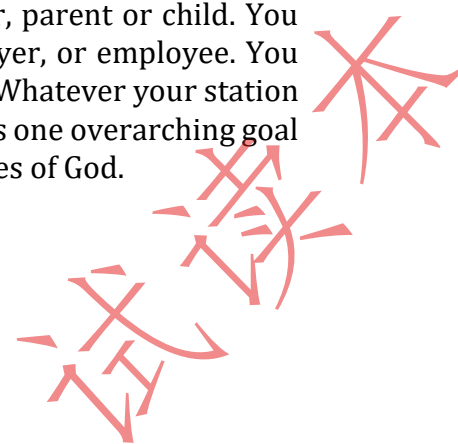 r, parent or child. You
yer, or employee. You
Whatever your station
s one overarching goal
es of God.
试读本